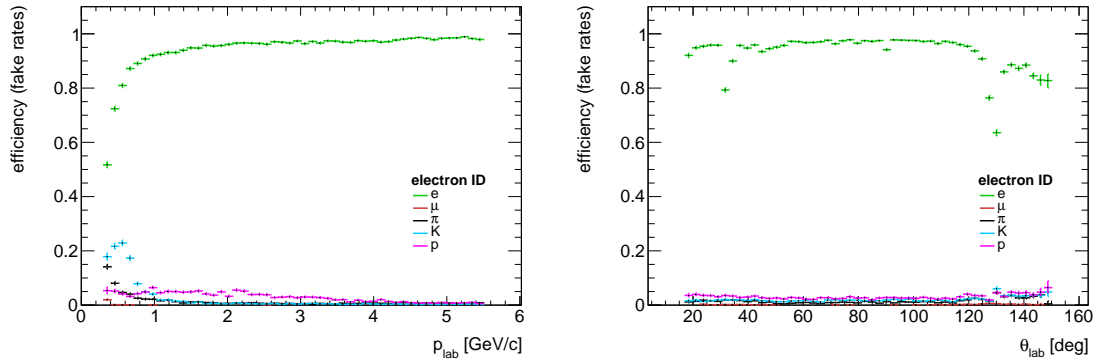 efficiency (fake rates)
1
0.8
0.6
0.4
0.2
0
electron ID
e
μ
π
K
p
0 1 2 3 4 5 6
p_lab [GeV/c]
efficiency (fake rates)
1
0.8
0.6
0.4
0.2
0
electron ID
e
μ
π
K
p
20 40 60 80 100 120 140 160
θ_lab [deg]